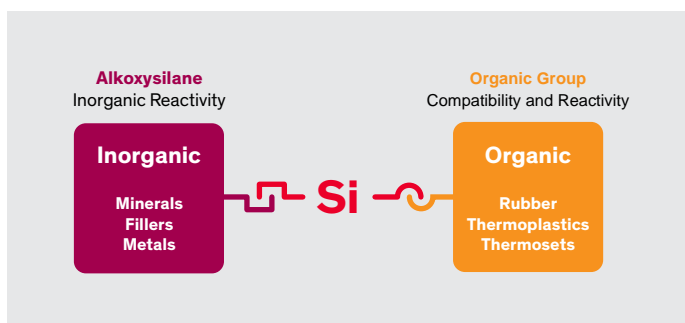 Alkoxysilane
Inorganic Reactivity
Inorganic
Minerals
Fillers
Metals
Si
Organic Group
Compatibility and Reactivity
Organic
Rubber
Thermoplastics
Thermosets